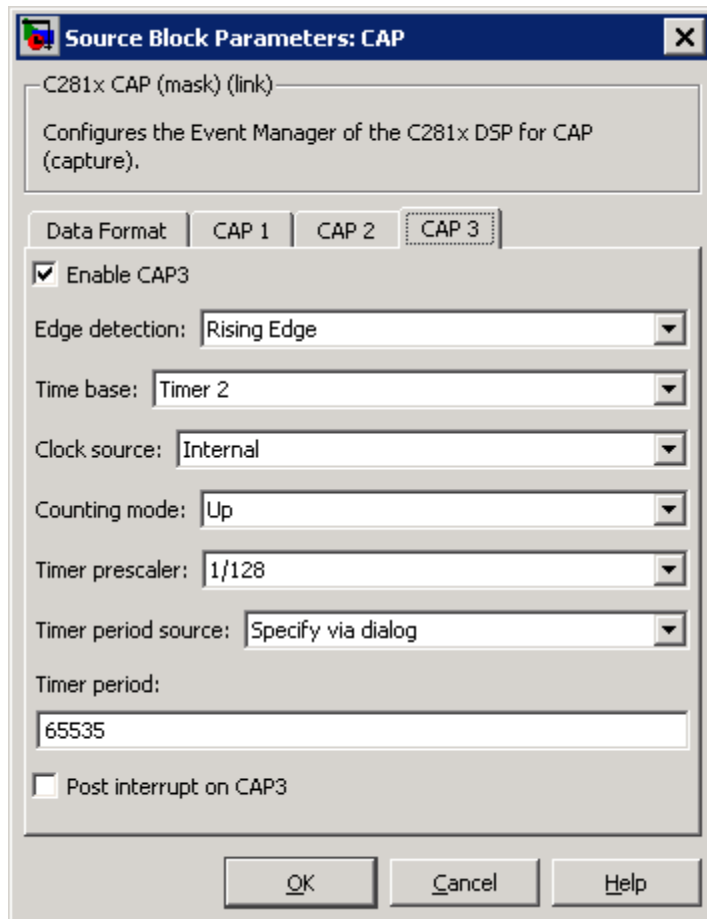 Source Block Parameters: CAP
C281x CAP (mask) (link)
Configures the Event Manager of the C281x DSP for CAP
(capture).
Data Format CAP 1 CAP 2 CAP 3
Enable CAP3
Edge detection: Rising Edge
Time base: Timer 2
Clock source: Internal
Counting mode: Up
Timer prescaler: 1/128
Timer period source: Specify via dialog
Timer period:
65535
Post interrupt on CAP3
OK Cancel Help